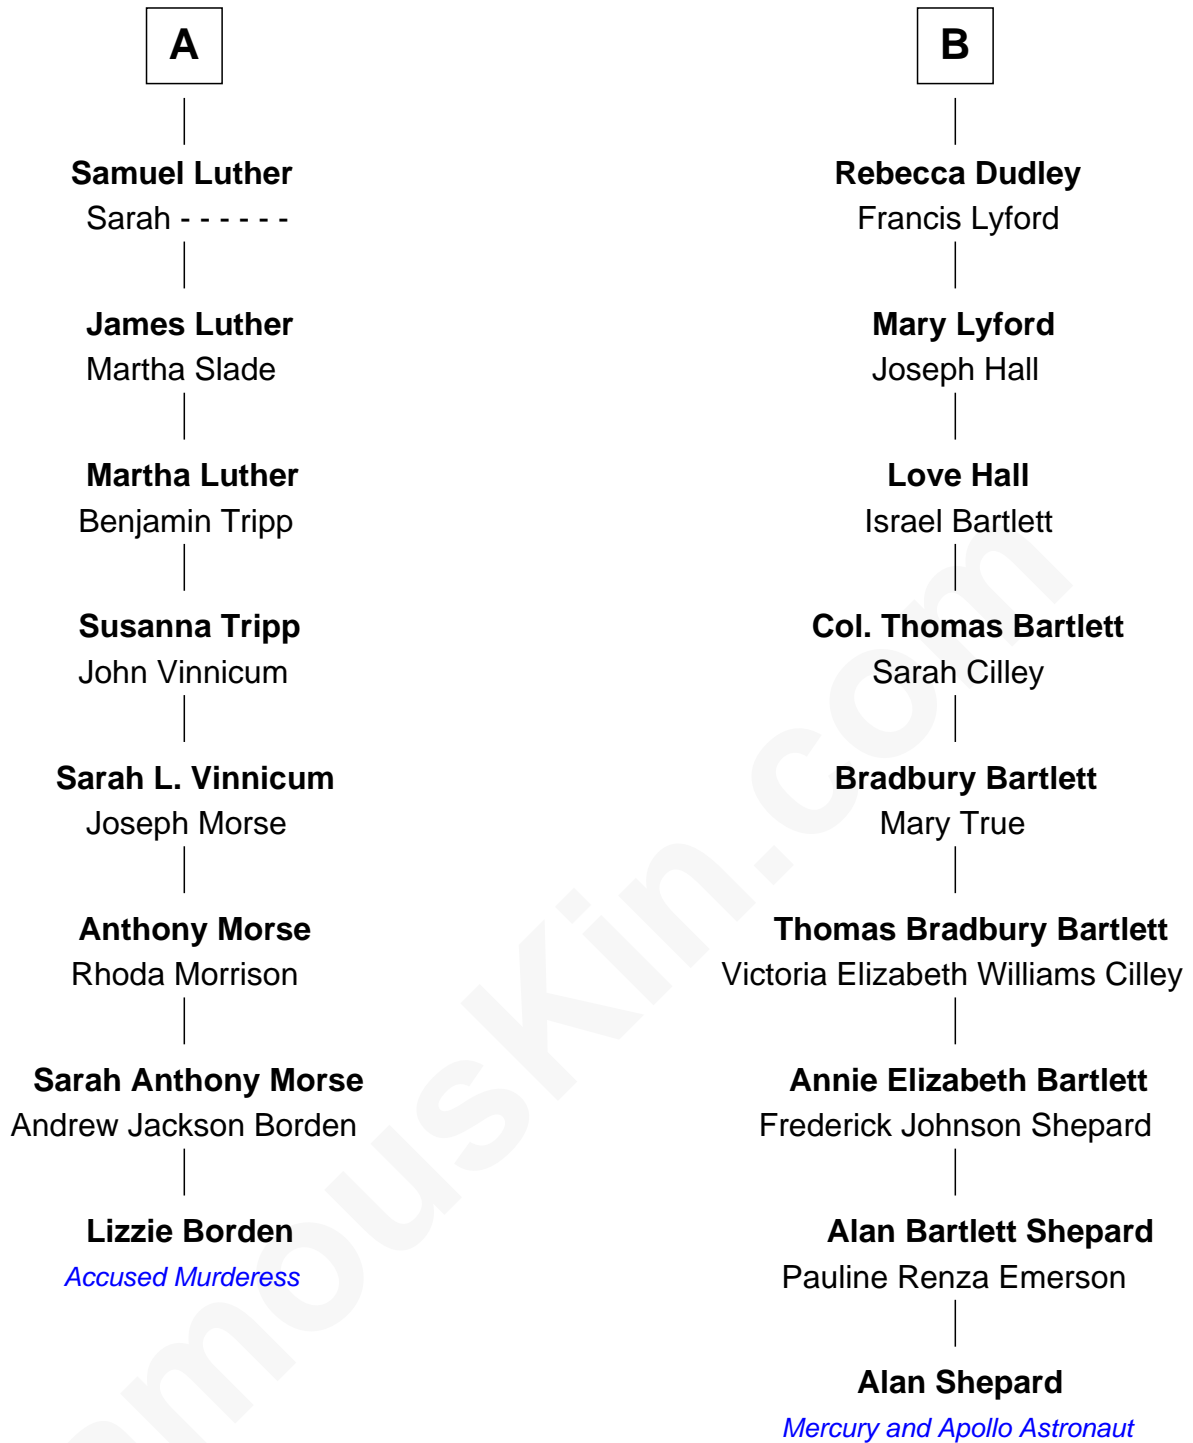 A
Samuel Luther
Sarah - - - - - -
James Luther
Martha Slade
Martha Luther
Benjamin Tripp
Susanna Tripp
John Vinnicum
Sarah L. Vinnicum
Joseph Morse
Anthony Morse
Rhoda Morrison
Sarah Anthony Morse
Andrew Jackson Borden
Lizzie Borden
Accused Murderess
B
Rebecca Dudley
Francis Lyford
Mary Lyford
Joseph Hall
Love Hall
Israel Bartlett
Col. Thomas Bartlett
Sarah Cilley
Bradbury Bartlett
Mary True
Thomas Bradbury Bartlett
Victoria Elizabeth Williams Cilley
Annie Elizabeth Bartlett
Frederick Johnson Shepard
Alan Bartlett Shepard
Pauline Renza Emerson
Alan Shepard
Mercury and Apollo Astronaut
amousKin.com